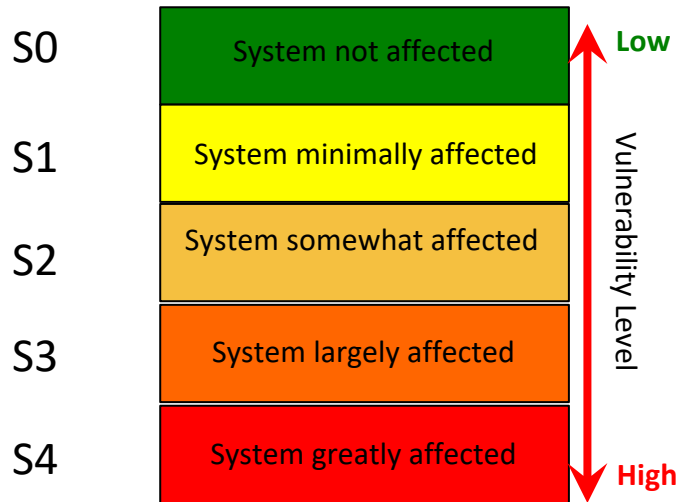 S0
System not affected
Low
S1
System minimally affected
S2
System somewhat affected
S3
System largely affected
S4
System greatly affected
High
Vulnerability Level